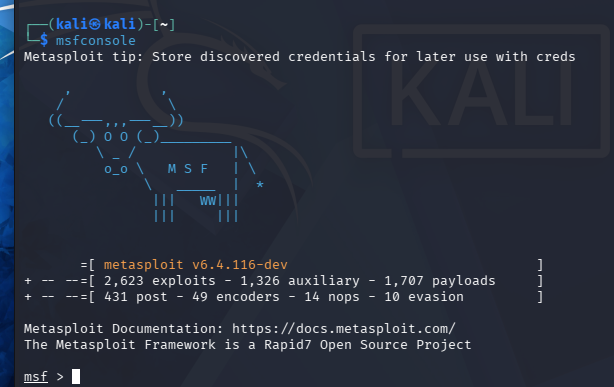 ┌──(kali㉿kali)-[~]
└─$ msfconsole
Metasploit tip: Store discovered credentials for later use with creds
KALI
     ,           ,
    /             \
   ((__---,,,---__))
      (_) O O (_)_________
         \ _ /            |\
          o_o \   M S F   | \
               \   _____  |  *
                |||   WW|||
                |||     |||
       =[ metasploit v6.4.116-dev                               ]
+ -- --=[ 2,623 exploits - 1,326 auxiliary - 1,707 payloads     ]
+ -- --=[ 431 post - 49 encoders - 14 nops - 10 evasion         ]
Metasploit Documentation: https://docs.metasploit.com/
The Metasploit Framework is a Rapid7 Open Source Project
msf >